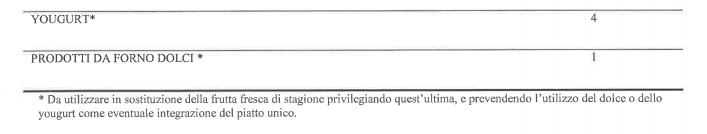 YOUGURT* 4
PRODOTTI DA FORNO DOLCI * 1
* Da utilizzare in sostituzione della frutta fresca di stagione privilegiando quest'ultima, e prevendendo l'utilizzo del dolce o dello
yougurt come eventuale integrazione del piatto unico.